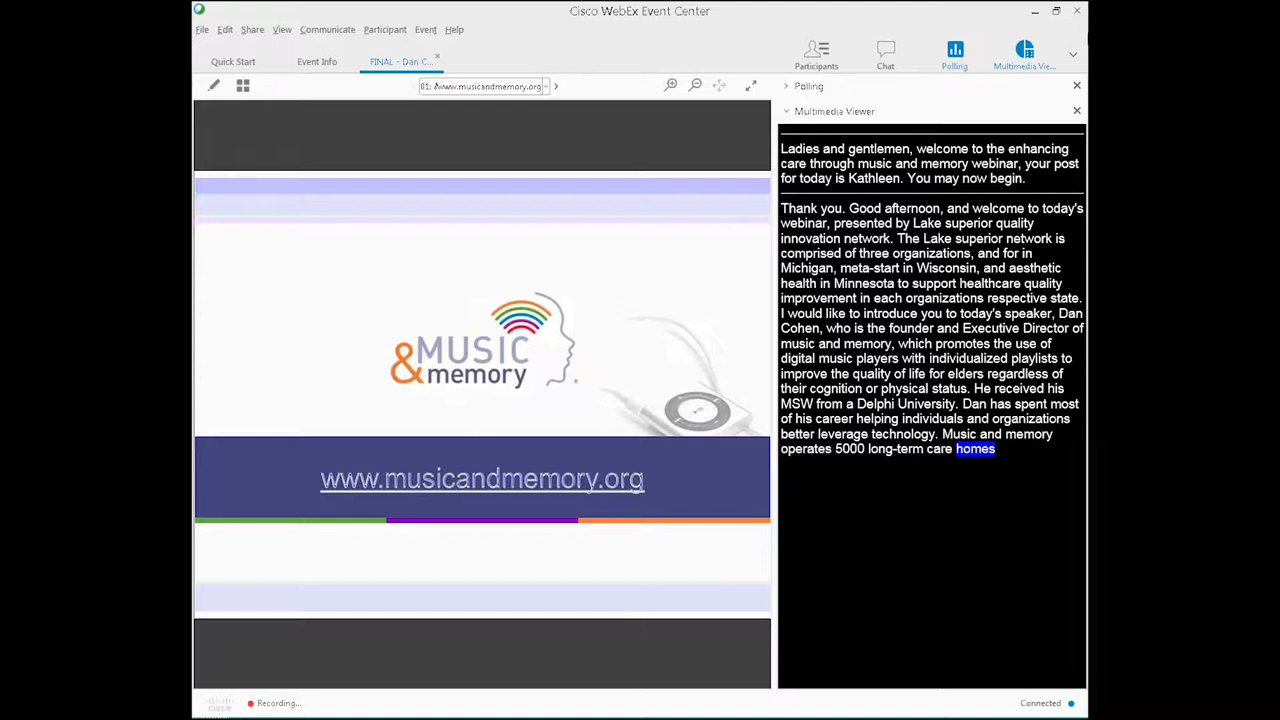 Cisco WebEx Event Center
File Edit Share View Communicate Participant Event Help
Quick Start Event Info FINAL - Dan C...
Participants Chat Polling Multimedia Vie...
Polling
Multimedia Viewer
Ladies and gentlemen, welcome to the enhancing
care through music and memory webinar, your post
for today is Kathleen. You may now begin.
Thank you. Good afternoon, and welcome to today's
webinar, presented by Lake superior quality
innovation network. The Lake superior network is
comprised of three organizations, and for in
Michigan, meta-start in Wisconsin, and aesthetic
health in Minnesota to support healthcare quality
improvement in each organizations respective state.
I would like to introduce you to today's speaker, Dan
Cohen, who is the founder and Executive Director of
music and memory, which promotes the use of
digital music players with individualized playlists to
improve the quality of life for elders regardless of
their cognition or physical status. He received his
MSW from a Delphi University. Dan has spent most
of his career helping individuals and organizations
better leverage technology. Music and memory
operates 5000 long-term care homes
MUSIC
& memory
www.musicandmemory.org
cisco
Recording...
Connected